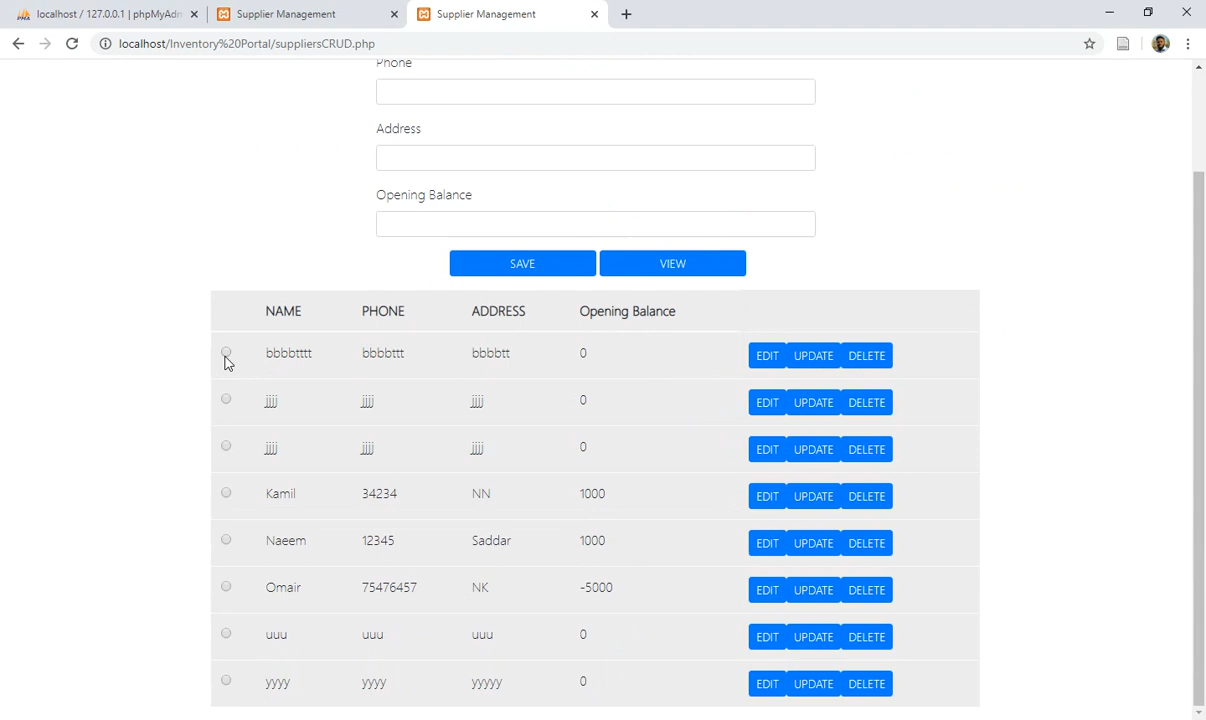 localhost / 127.0.0.1 | phpMyAdn
Supplier Management
Supplier Management
localhost/Inventory%20Portal/suppliersCRUD.php
Phone
Address
Opening Balance
SAVE VIEW
NAME PHONE ADDRESS Opening Balance
bbbbtttt bbbbttt bbbbtt 0 EDIT UPDATE DELETE
jjjj jjjj jjjj 0 EDIT UPDATE DELETE
jjjj jjjj jjjj 0 EDIT UPDATE DELETE
Kamil 34234 NN 1000 EDIT UPDATE DELETE
Naeem 12345 Saddar 1000 EDIT UPDATE DELETE
Omair 75476457 NK -5000 EDIT UPDATE DELETE
uuu uuu uuu 0 EDIT UPDATE DELETE
yyyy yyyy yyyyy 0 EDIT UPDATE DELETE